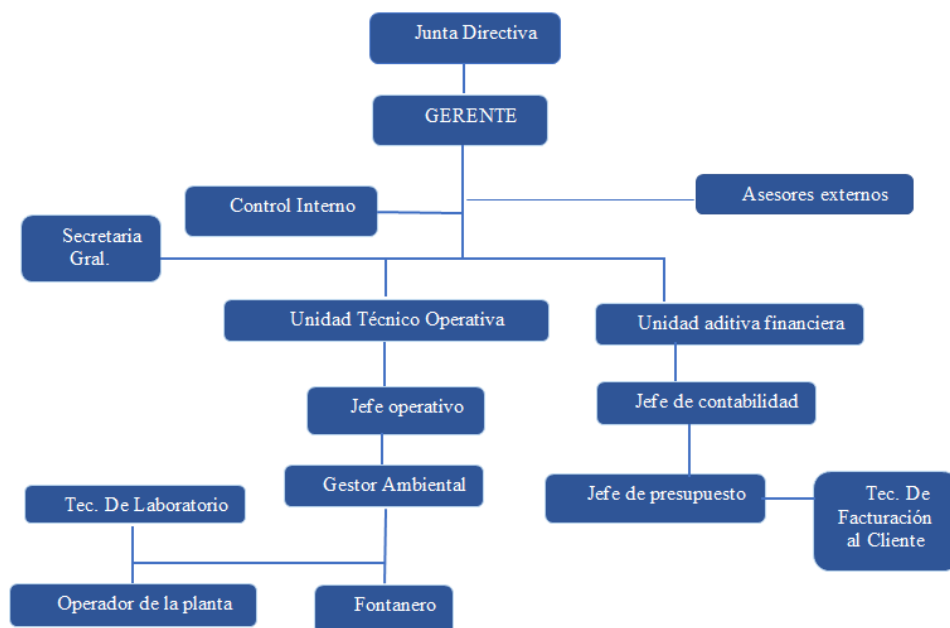 Junta Directiva
GERENTE
Control Interno
Asesores externos
Secretaria
Gral.
Unidad Técnico Operativa
Unidad aditiva financiera
Jefe operativo
Jefe de contabilidad
Gestor Ambiental
Jefe de presupuesto
Tec. De
Facturación
al Cliente
Tec. De Laboratorio
Operador de la planta
Fontanero